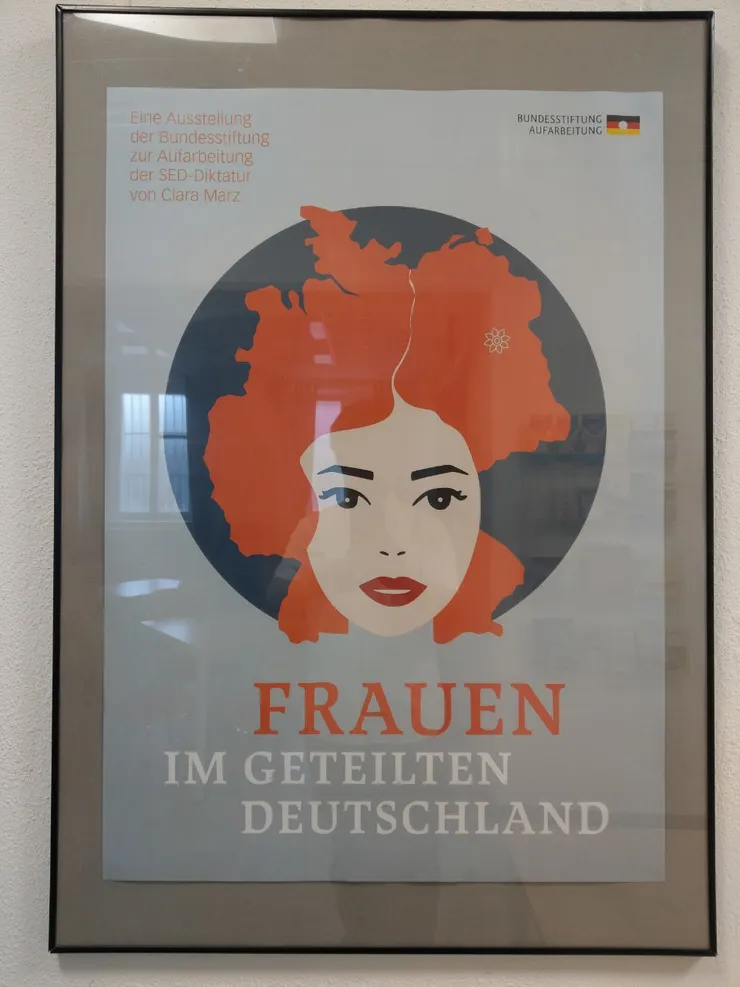 Eine Ausstellung
der Bundesstiftung
zur Aufarbeitung
der SED-Diktatur
von Clara Marz
BUNDESSTIFTUNG
AUFARBEITUNG
FRAUEN
IM GETEILTEN
DEUTSCHLAND